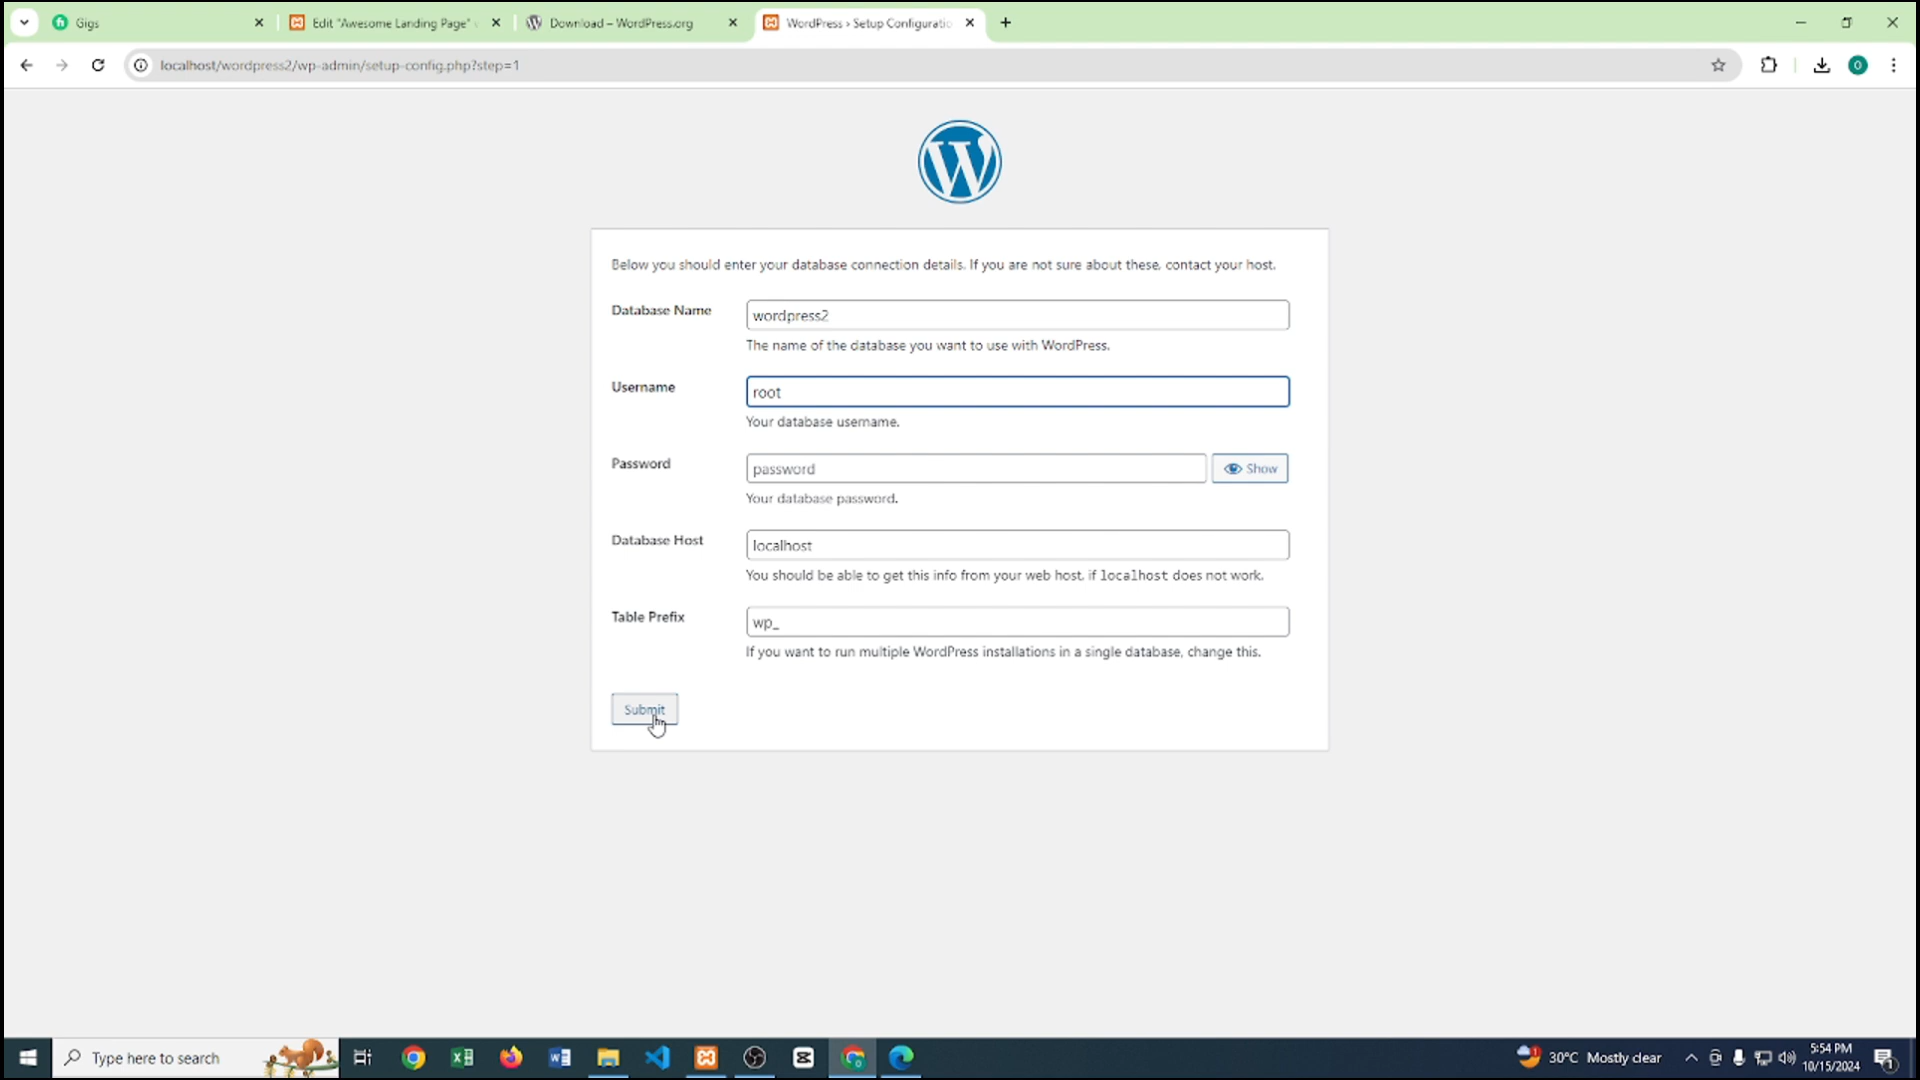 Gigs
Edit "Awesome Landing Page"
Download – WordPress.org
WordPress › Setup Configuratio
localhost/wordpress2/wp-admin/setup-config.php?step=1
O
Below you should enter your database connection details. If you are not sure about these, contact your host.
Database Name
wordpress2
The name of the database you want to use with WordPress.
Username
root
Your database username.
Password
password
Show
Your database password.
Database Host
localhost
You should be able to get this info from your web host, if localhost does not work.
Table Prefix
wp_
If you want to run multiple WordPress installations in a single database, change this.
Submit
Type here to search
30°C Mostly clear
5:54 PM
10/15/2024
1